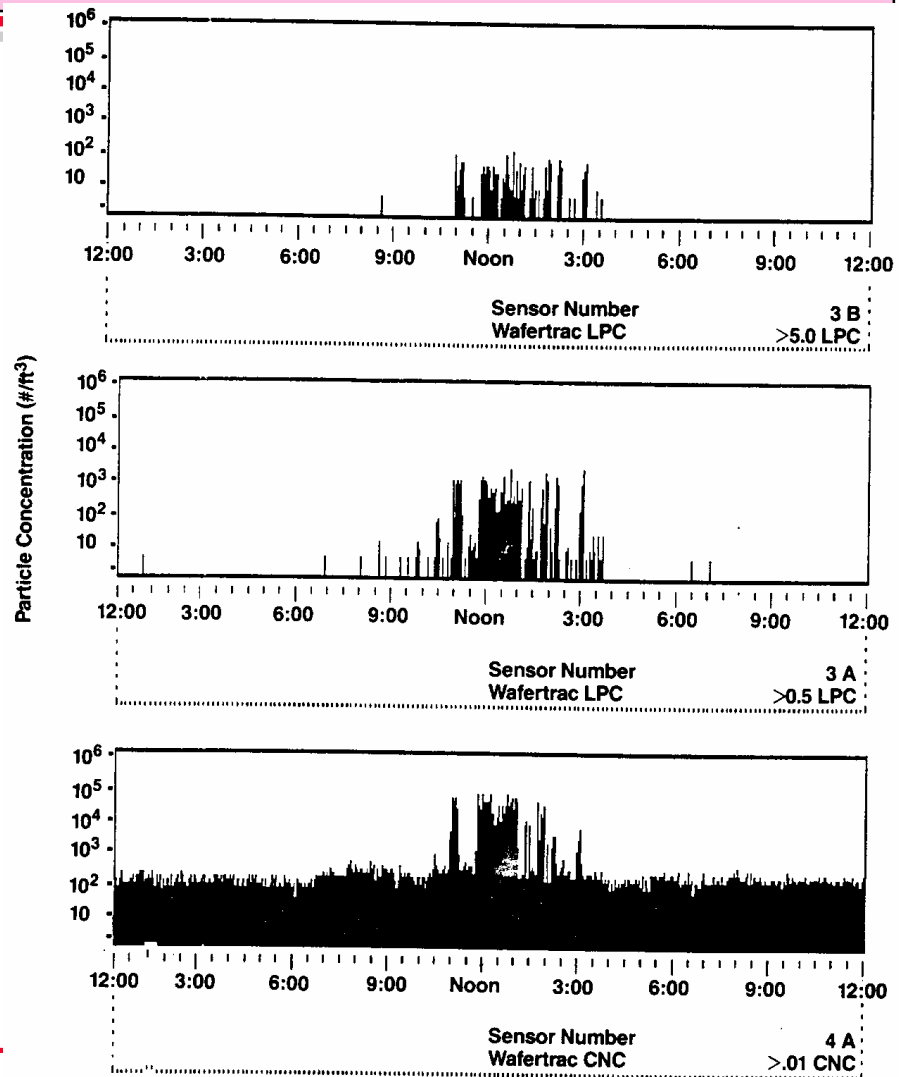 Particle Concentration (#/ft³)
10⁶
10⁵
10⁴
10³
10²
10
12:00 3:00 6:00 9:00 Noon 3:00 6:00 9:00 12:00
Sensor Number 3 B
Wafertrac LPC >5.0 LPC
10⁶
10⁵
10⁴
10³
10²
10
12:00 3:00 6:00 9:00 Noon 3:00 6:00 9:00 12:00
Sensor Number 3 A
Wafertrac LPC >0.5 LPC
10⁶
10⁵
10⁴
10³
10²
10
12:00 3:00 6:00 9:00 Noon 3:00 6:00 9:00 12:00
Sensor Number 4 A
Wafertrac CNC >.01 CNC